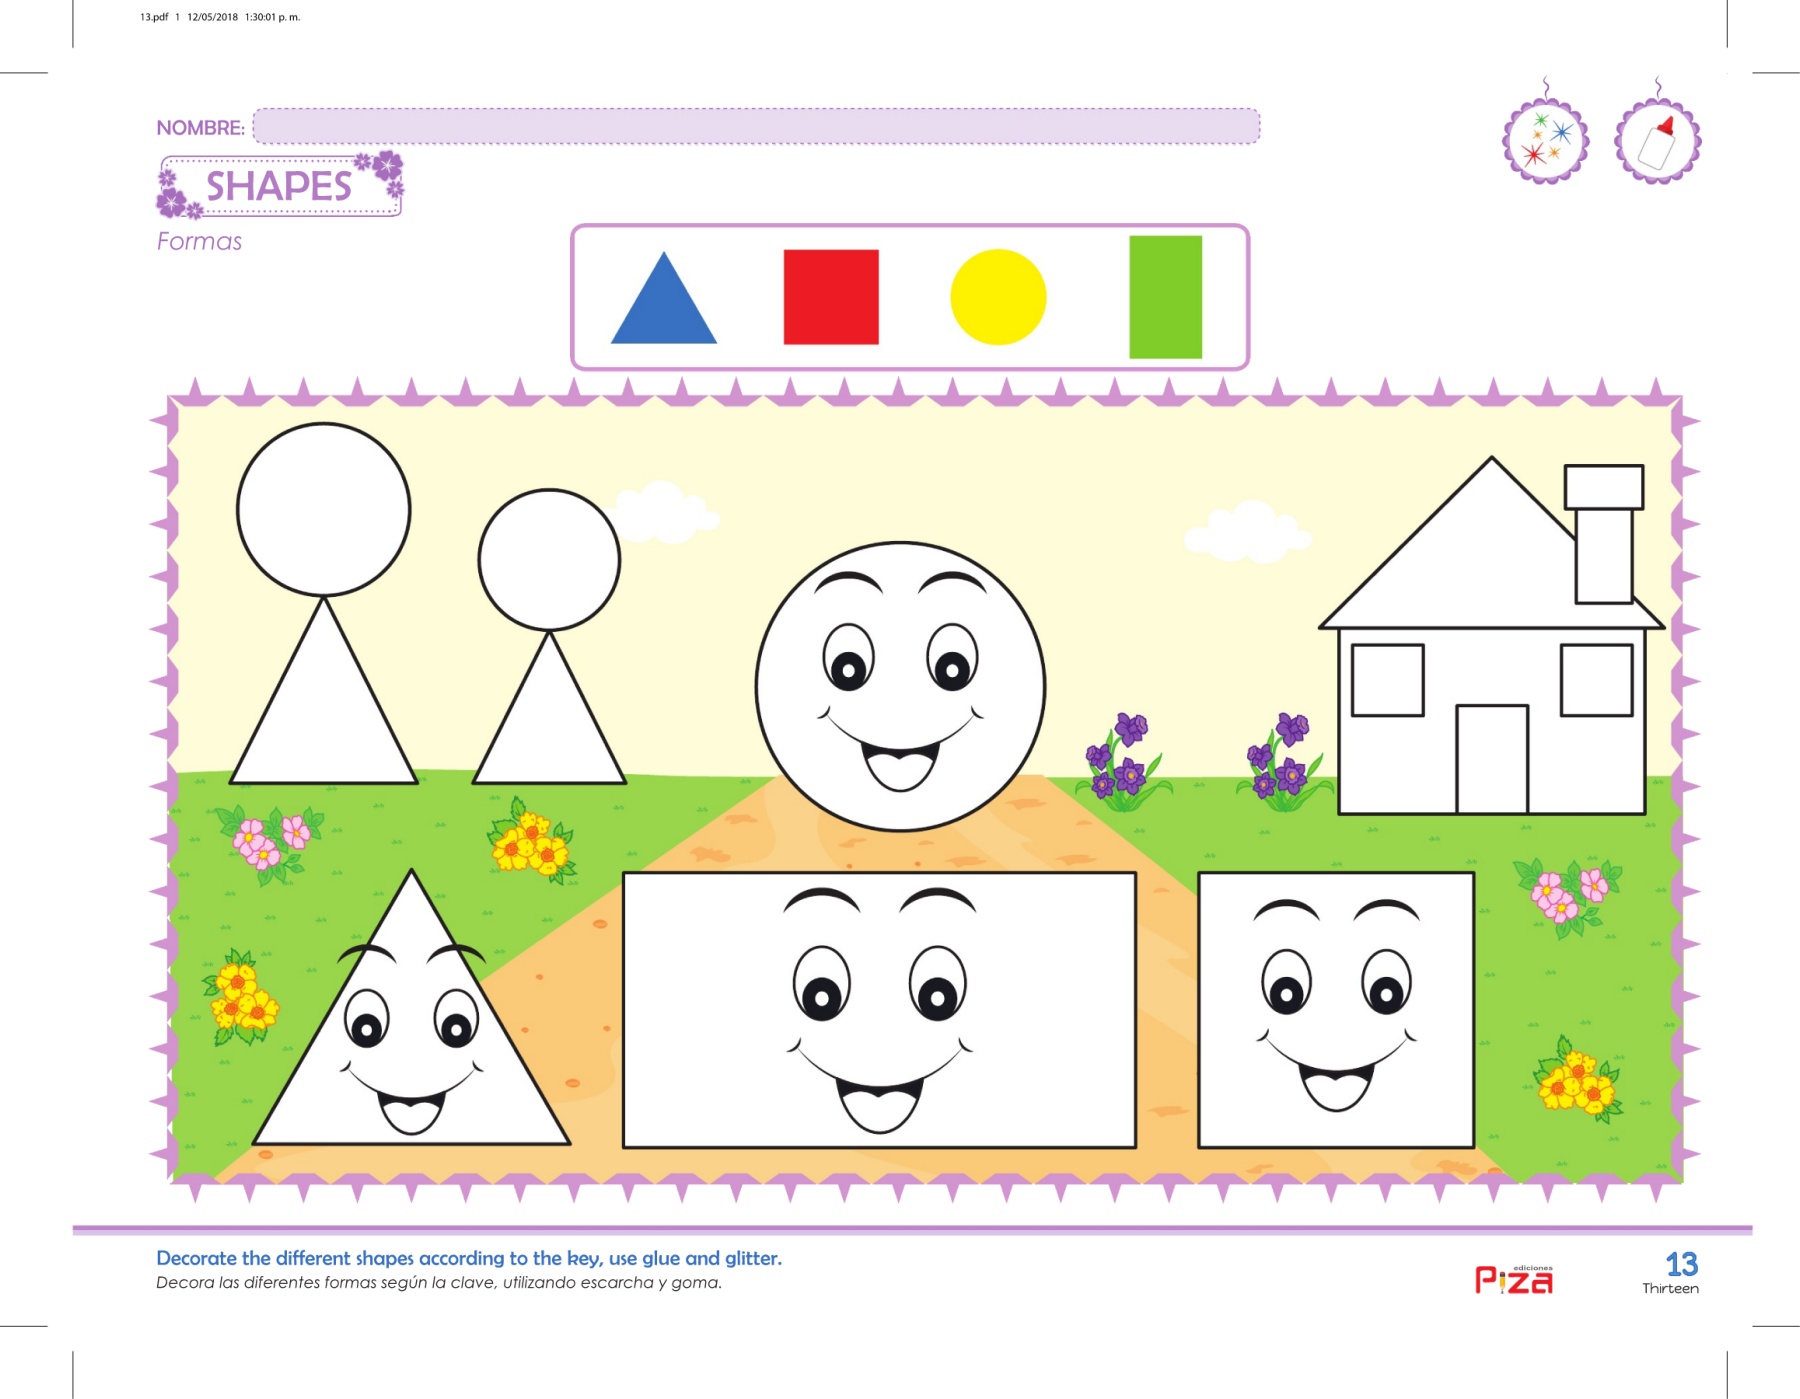 13.pdf 1 12/05/2018 1:30:01 p. m.
NOMBRE:
SHAPES
Formas
Decorate the different shapes according to the key, use glue and glitter.
Decora las diferentes formas según la clave, utilizando escarcha y goma.
ediciones
Piza
13
Thirteen